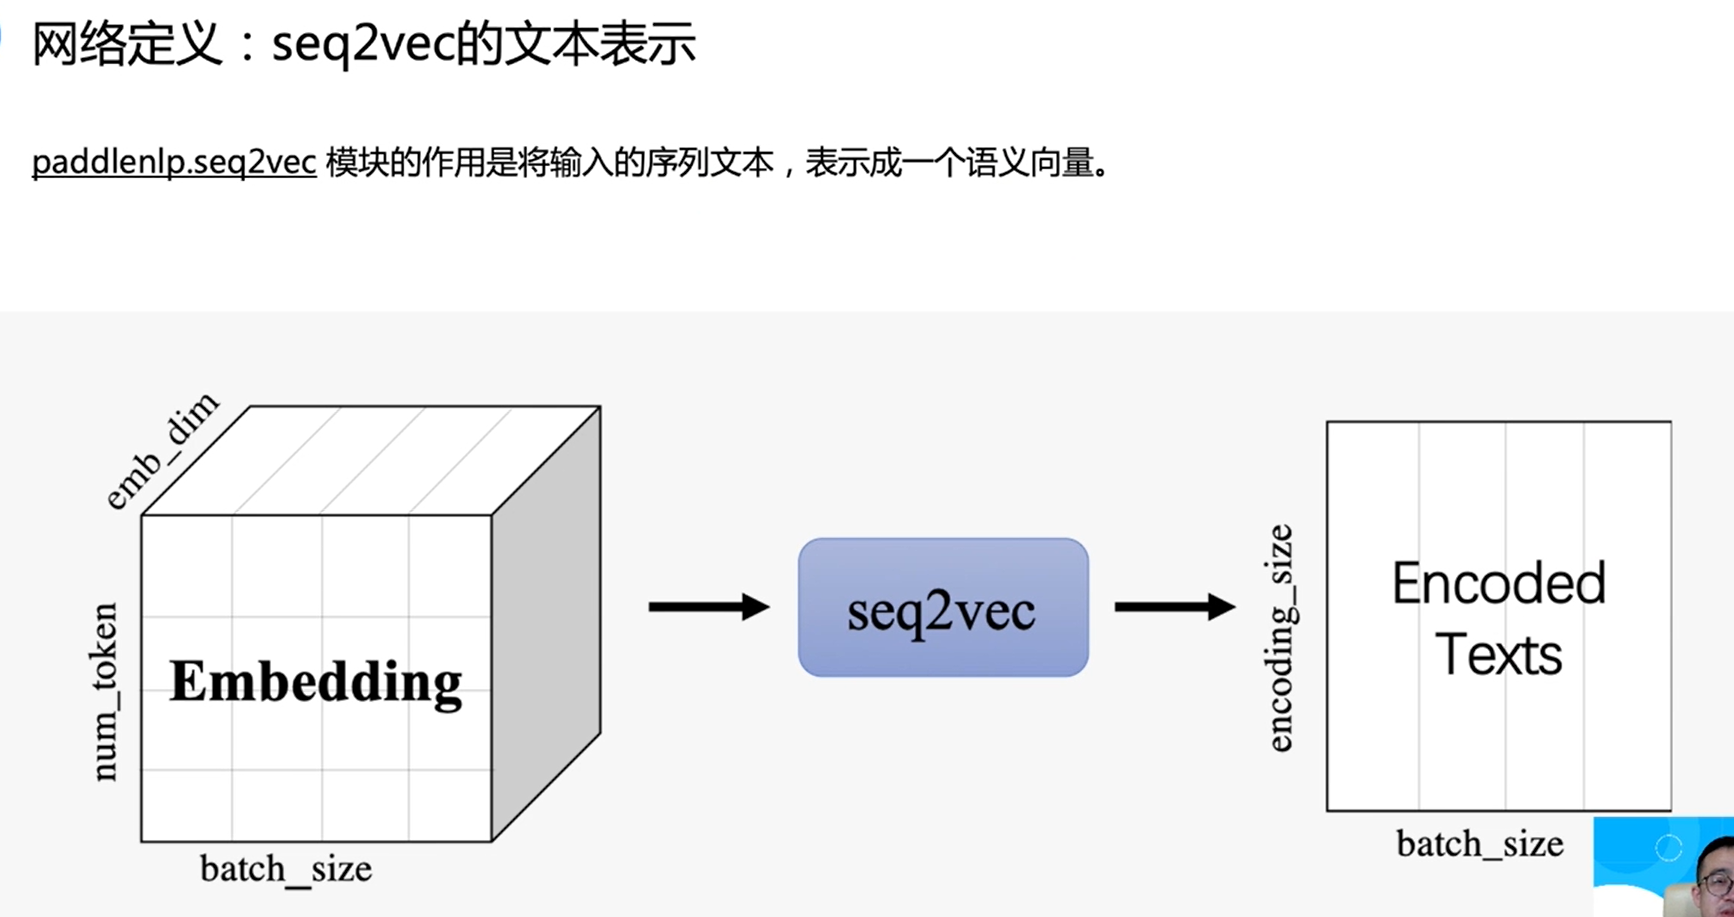 网络定义：seq2vec的文本表示
paddlenlp.seq2vec 模块的作用是将输入的序列文本，表示成一个语义向量。
emb_dim
num_token
Embedding
batch_size
seq2vec
encoding_size
Encoded
Texts
batch_size